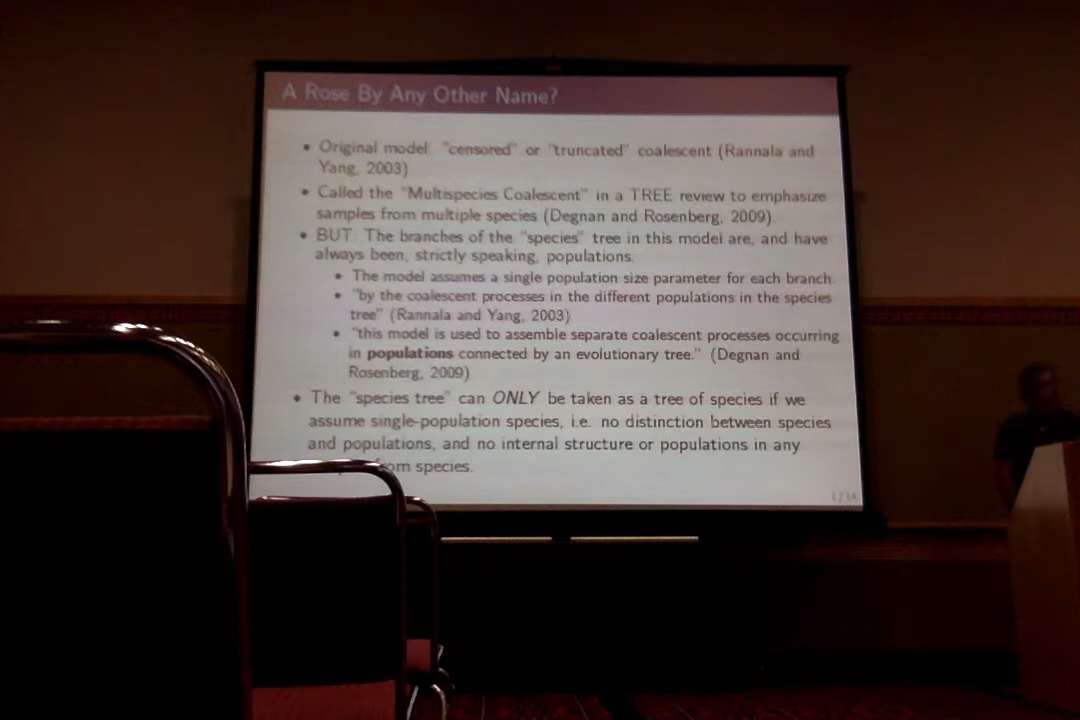 A Rose By Any Other Name?
• Original model: "censored" or "truncated" coalescent (Rannala and
Yang, 2003)
• Called the "Multispecies Coalescent" in a TREE review to emphasize
samples from multiple species (Degnan and Rosenberg, 2009).
• BUT: The branches of the "species" tree in this model are, and have
always been, strictly speaking, populations.
• The model assumes a single population size parameter for each branch.
• "by the coalescent processes in the different populations in the species
tree" (Rannala and Yang, 2003)
• "this model is used to assemble separate coalescent processes occurring
in populations connected by an evolutionary tree." (Degnan and
Rosenberg, 2009)
• The "species tree" can ONLY be taken as a tree of species if we
assume single-population species, i.e. no distinction between species
and populations, and no internal structure or populations in any
from species.
1/14